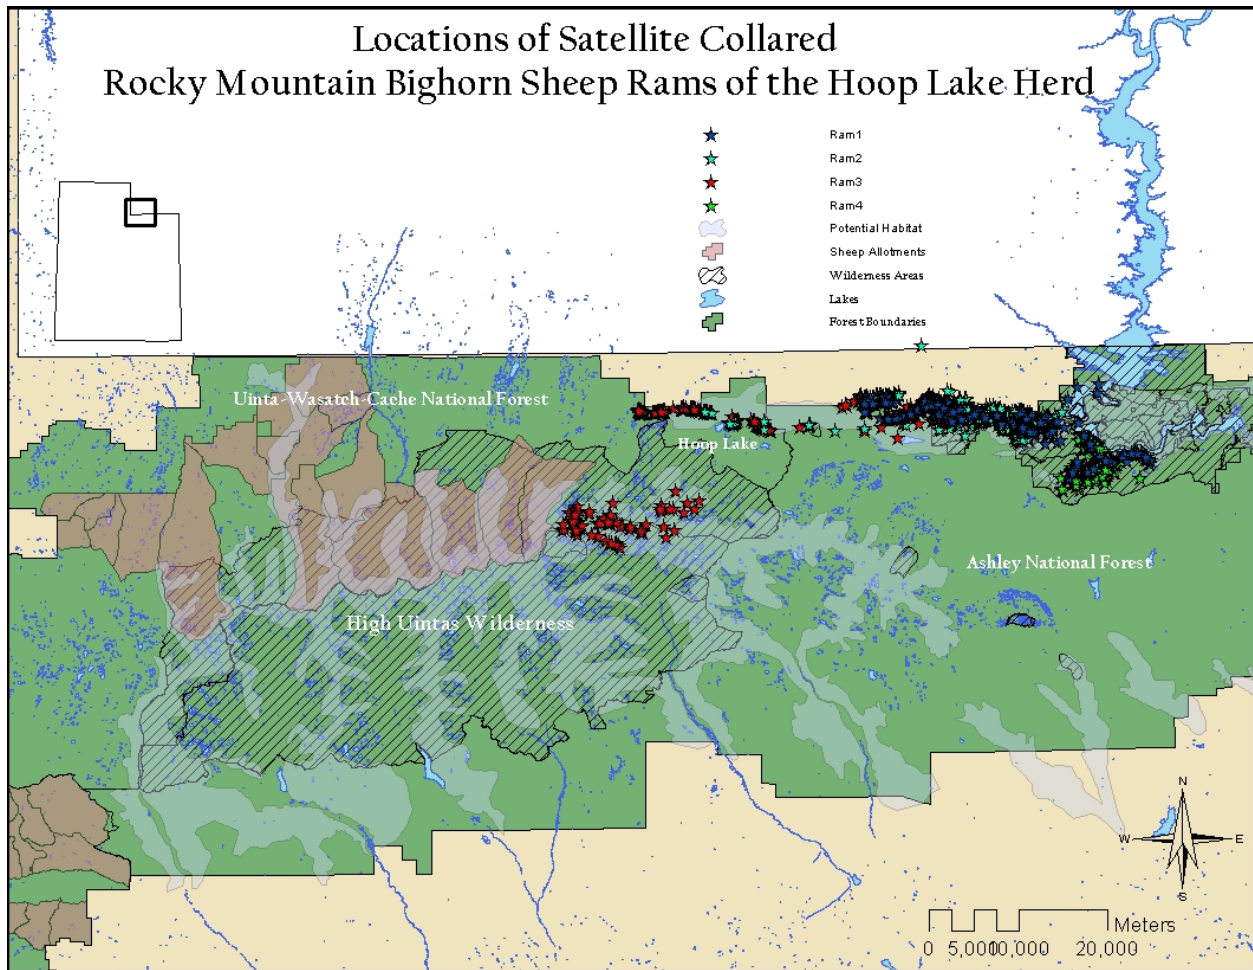 Locations of Satellite Collared
Rocky Mountain Bighorn Sheep Rams of the Hoop Lake Herd
Ram1
Ram2
Ram3
Ram4
Potential Habitat
Sheep Allotments
Wilderness Areas
Lakes
Forest Boundaries
Uinta-Wasatch-Cache National Forest
Hoop Lake
Ashley National Forest
High Uintas Wilderness
N
W E
S
Meters
0 5,000 10,000 20,000